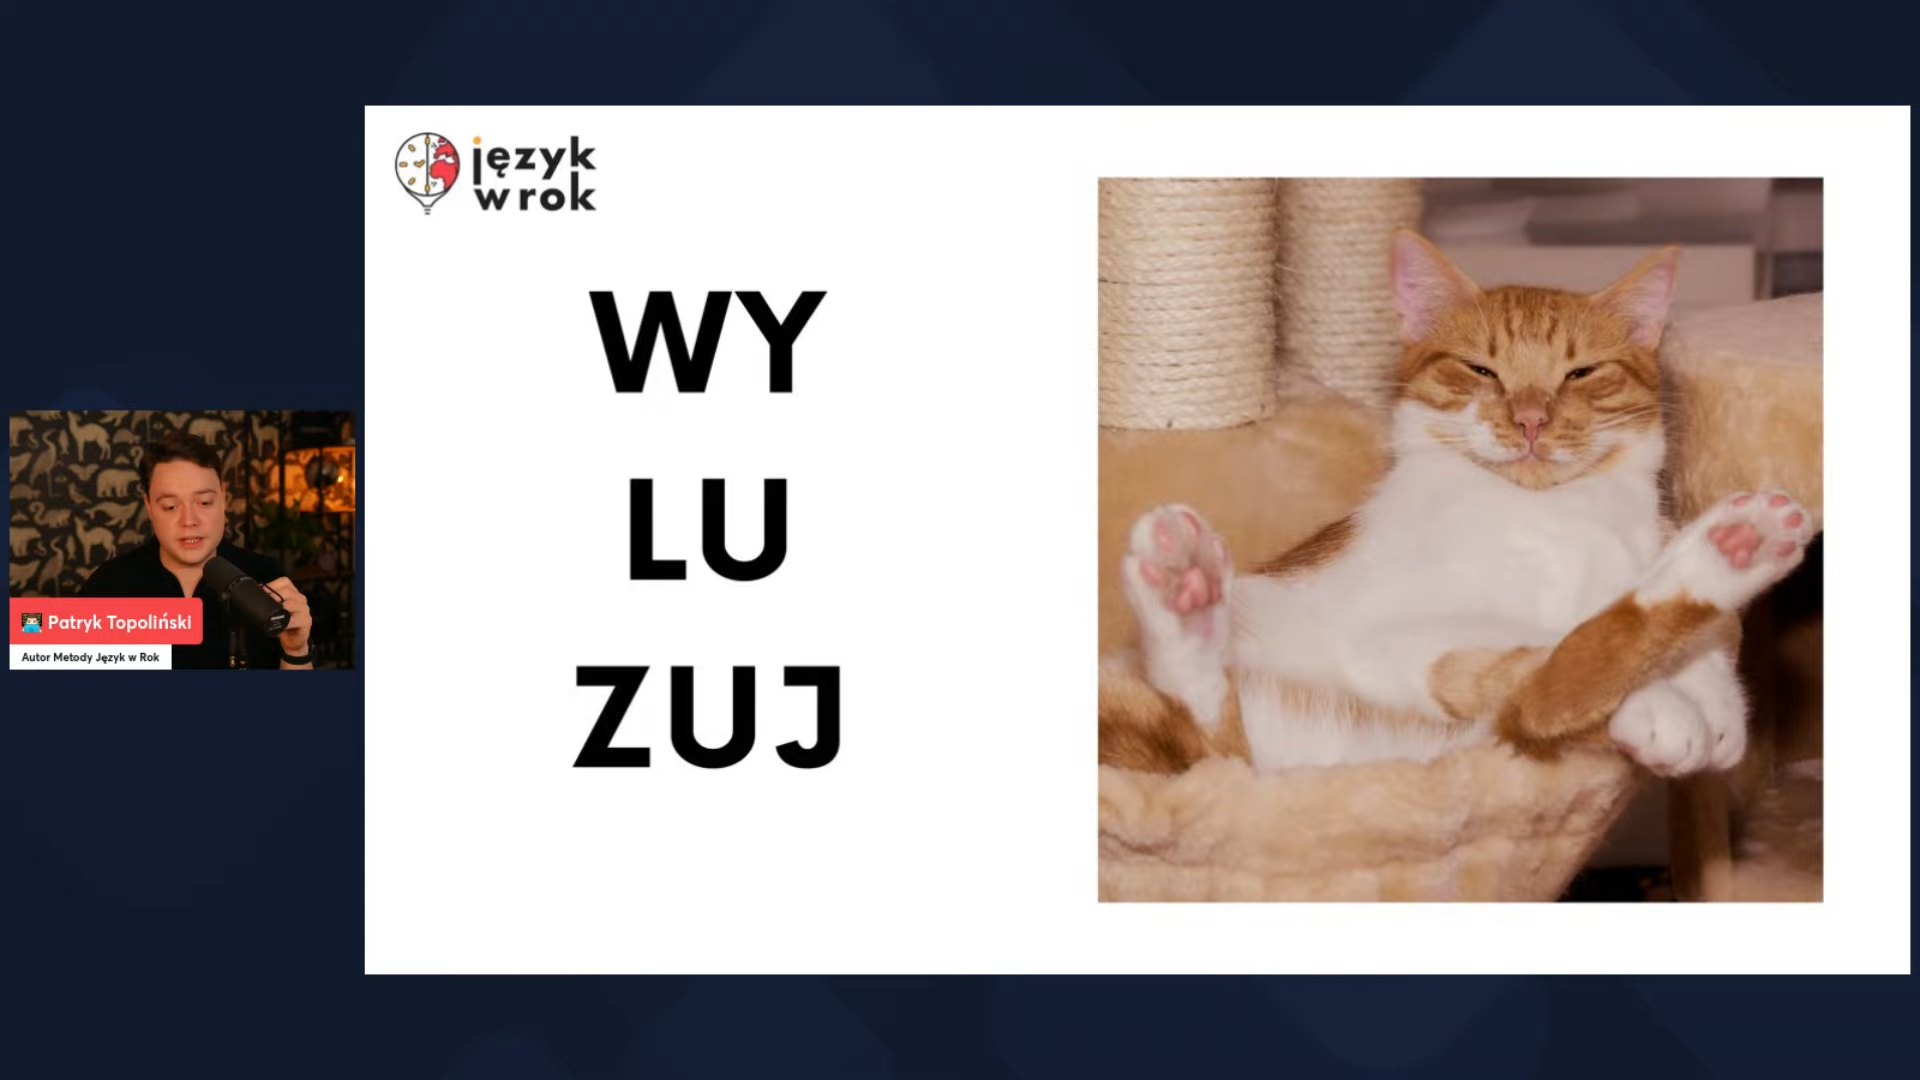 język
w rok
WY
LU
ZUJ
Patryk Topoliński
Autor Metody Język w Rok